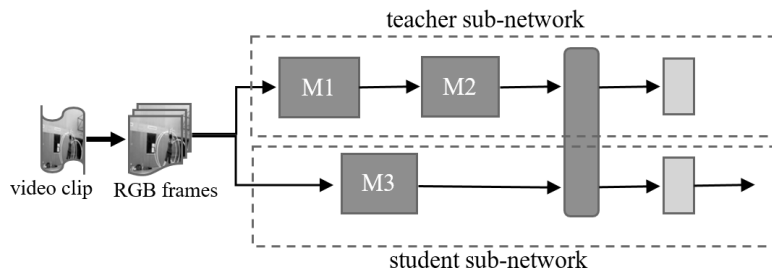 teacher sub-network
M1
M2
video clip
RGB frames
M3
student sub-network